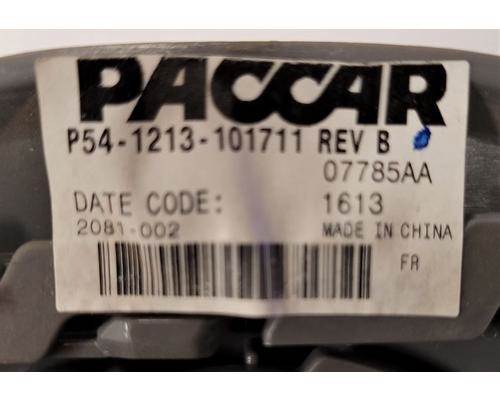 PACCAR
P54-1213-101711 REV B
07785AA
DATE CODE: 1613
2081-002 MADE IN CHINA
FR